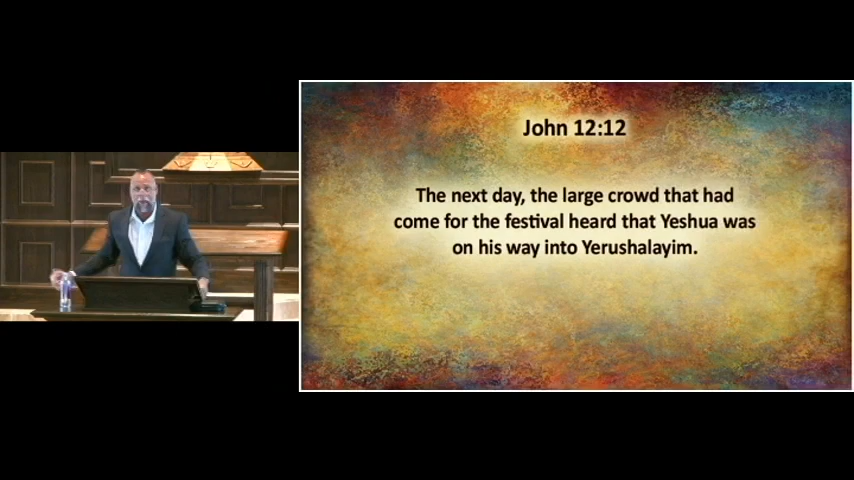 John 12:12
The next day, the large crowd that had
come for the festival heard that Yeshua was
on his way into Yerushalayim.